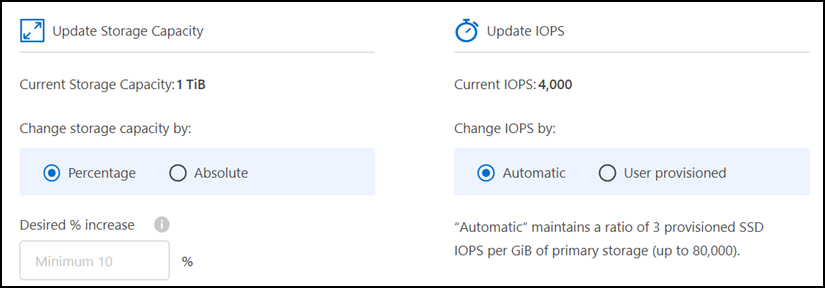 Update Storage Capacity
Current Storage Capacity: 1 TiB
Change storage capacity by:
Percentage
Absolute
Desired % increase
Minimum 10
%
Update IOPS
Current IOPS: 4,000
Change IOPS by:
Automatic
User provisioned
“Automatic” maintains a ratio of 3 provisioned SSD
IOPS per GiB of primary storage (up to 80,000).